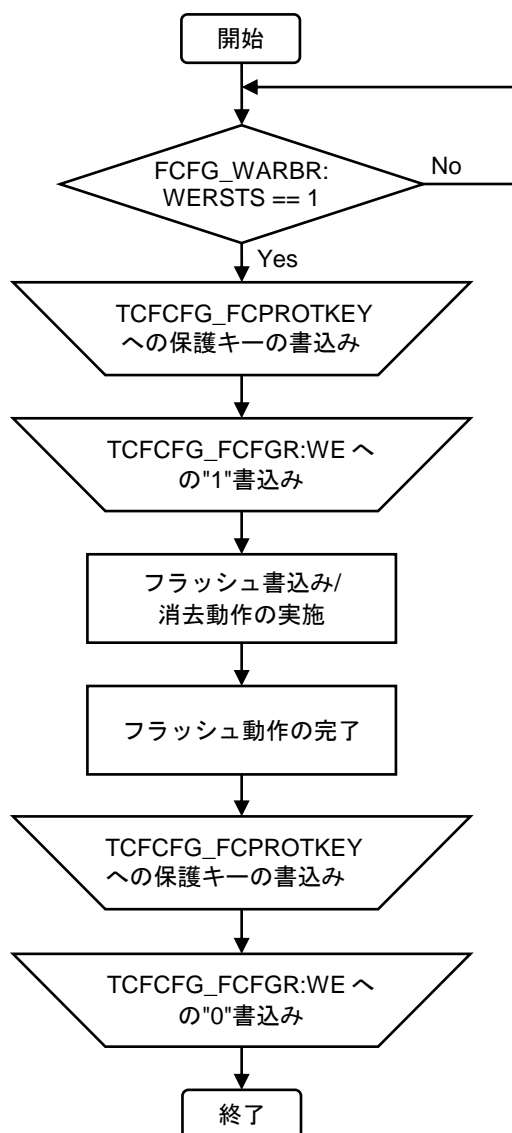 開始
FCFG_WARBR:
WERSTS == 1
No
Yes
TCFCFG_FCPROTKEY
への保護キーの書込み
TCFCFG_FCFGR:WE へ
の"1"書込み
フラッシュ書込み/
消去動作の実施
フラッシュ動作の完了
TCFCFG_FCPROTKEY
への保護キーの書込み
TCFCFG_FCFGR:WE へ
の"0"書込み
終了